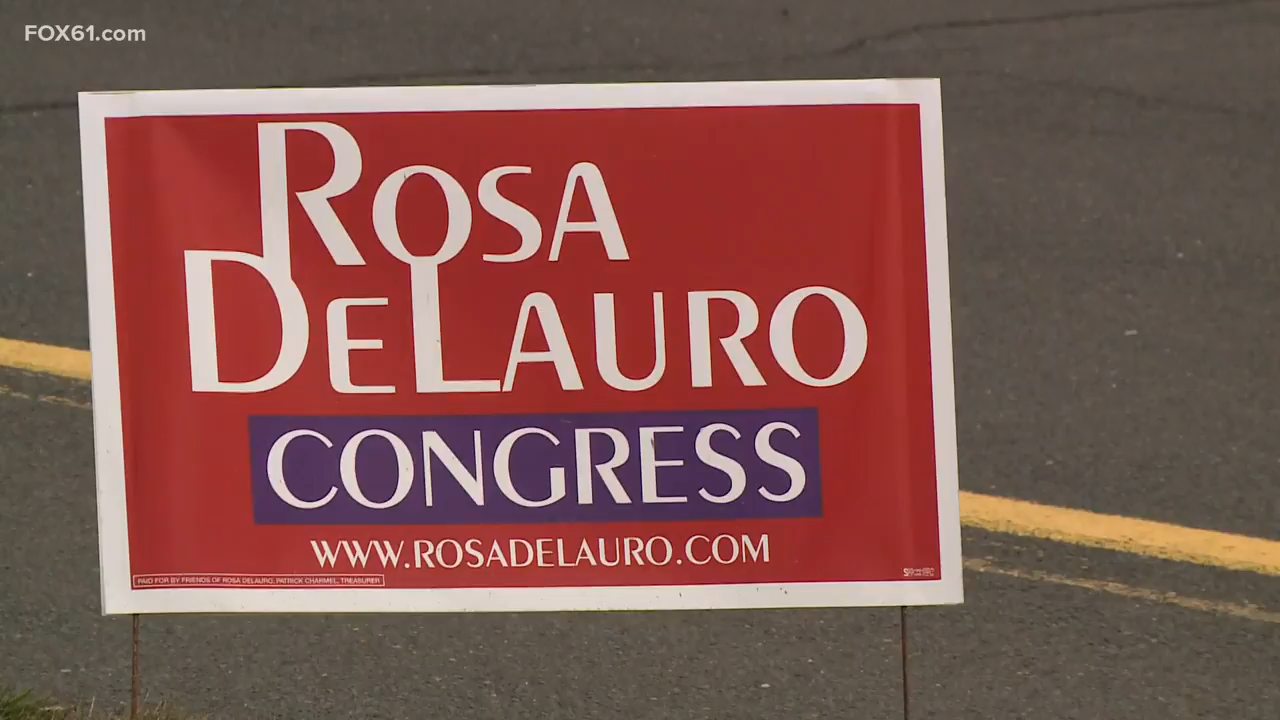 FOX61.com
ROSA
DELAURO
CONGRESS
WWW.ROSADELAURO.COM
PAID FOR BY FRIENDS OF ROSA DELAURO, PATRICK CHARMEL, TREASURER